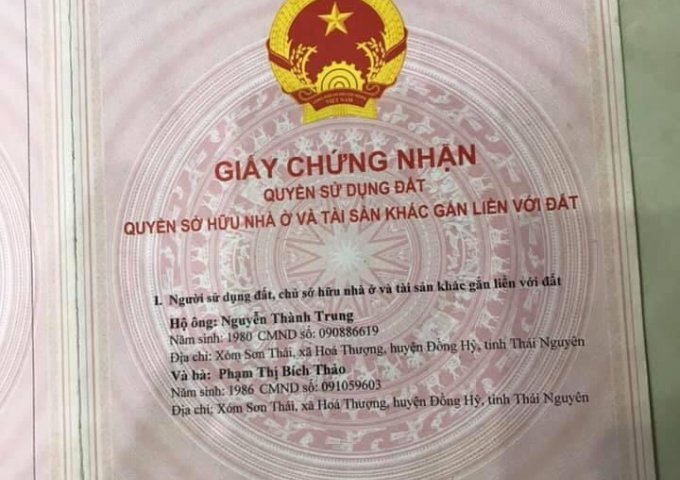 VIỆT NAM
GIẤY CHỨNG NHẬN
QUYỀN SỬ DỤNG ĐẤT
QUYỀN SỞ HỮU NHÀ Ở VÀ TÀI SẢN KHÁC GẮN LIỀN VỚI ĐẤT
I. Người sử dụng đất, chủ sở hữu nhà ở và tài sản khác gắn liền với đất
Hộ ông: Nguyễn Thành Trung
Năm sinh: 1980 CMND số: 090886619
Địa chỉ: Xóm Sơn Thái, xã Hoá Thượng, huyện Đồng Hỷ, tỉnh Thái Nguyên
Và bà: Phạm Thị Bích Thảo
Năm sinh: 1986 CMND số: 091059603
Địa chỉ: Xóm Sơn Thái, xã Hoá Thượng, huyện Đồng Hỷ, tỉnh Thái Nguyên